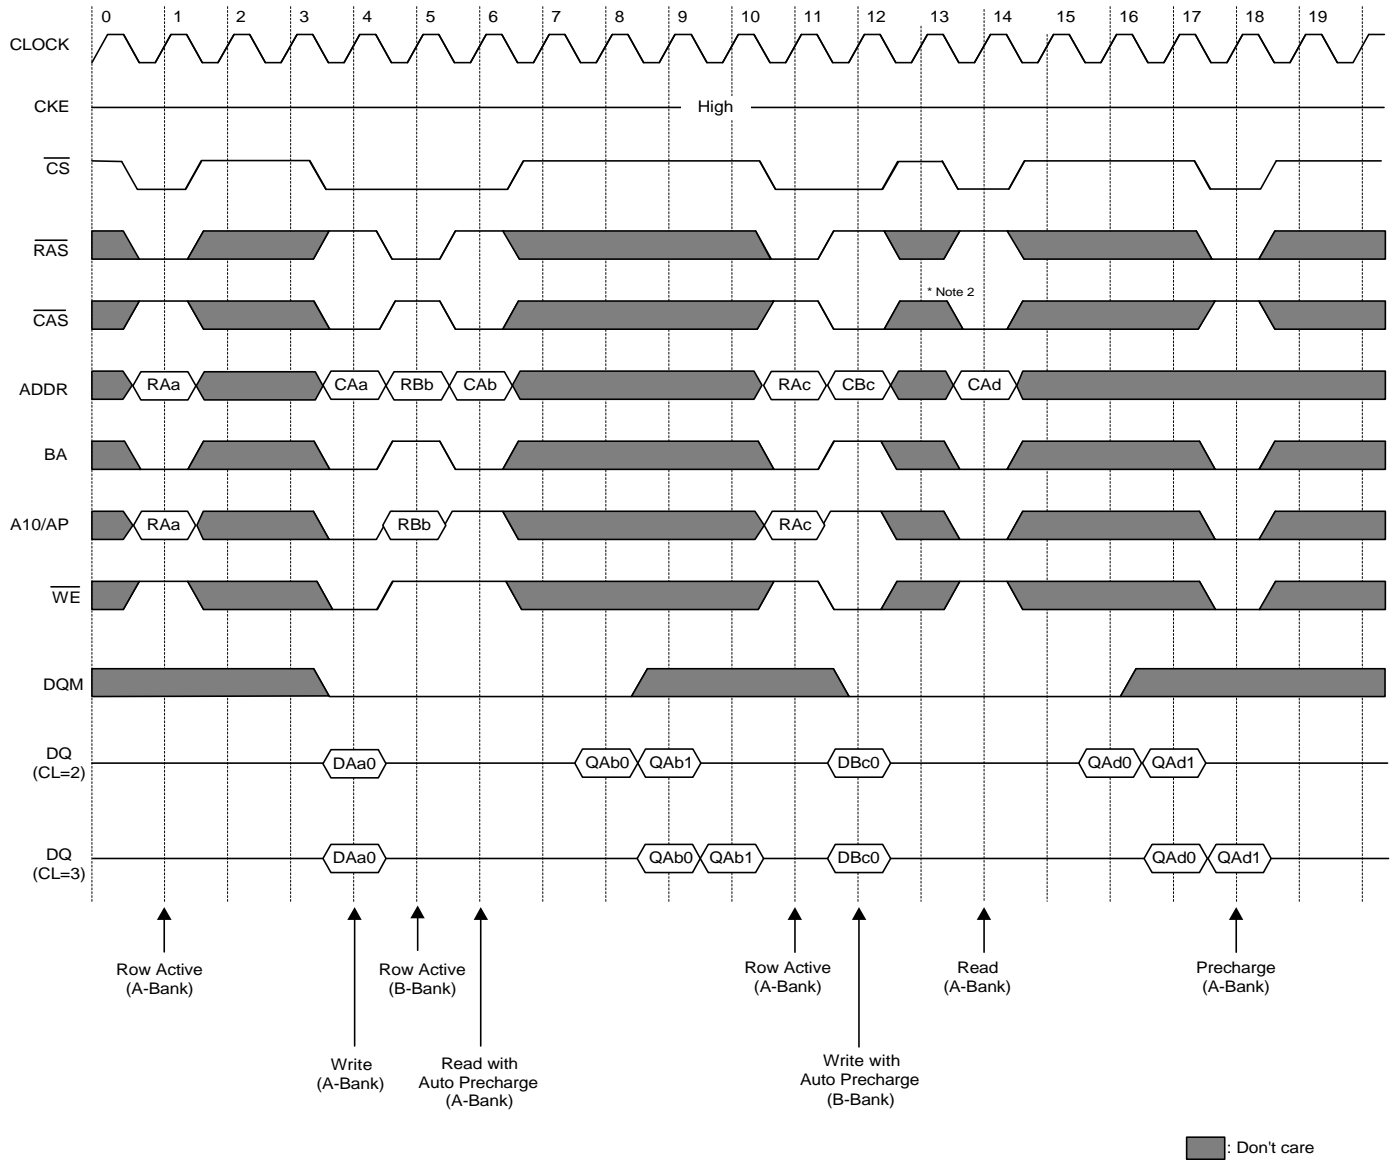 0 1 2 3 4 5 6 7 8 9 10 11 12 13 14 15 16 17 18 19
CLOCK
CKE High
CS
RAS
CAS * Note 2
ADDR RAa CAa RBb CAb RAc CBc CAd
BA
A10/AP RAa RBb RAc
WE
DQM
DQ
(CL=2) DAa0 QAb0 QAb1 DBc0 QAd0 QAd1
DQ
(CL=3) DAa0 QAb0 QAb1 DBc0 QAd0 QAd1
Row Active
(A-Bank)
Row Active
(B-Bank)
Row Active
(A-Bank)
Read
(A-Bank)
Precharge
(A-Bank)
Write
(A-Bank)
Read with
Auto Precharge
(A-Bank)
Write with
Auto Precharge
(B-Bank)
: Don't care